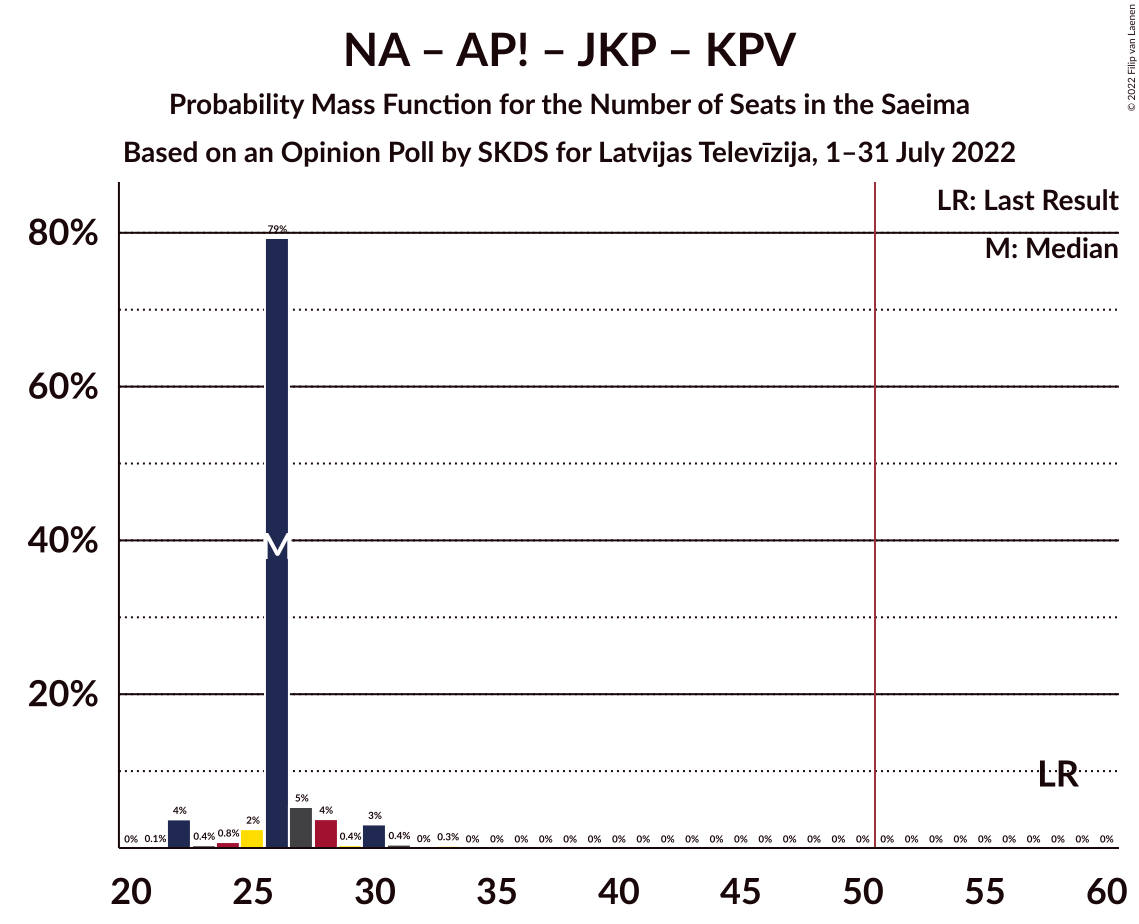 NA – AP! – JKP – KPV
Probability Mass Function for the Number of Seats in the Saeima
Based on an Opinion Poll by SKDS for Latvijas Televīzija, 1–31 July 2022
© 2022 Filip van Laenen
LR: Last Result
M: Median
80%
60%
40%
20%
79%
M
LR
0% 0.1% 4% 0.4% 0.8% 2% 5% 4% 0.4% 3% 0.4% 0% 0.3% 0% 0% 0% 0% 0% 0% 0% 0% 0% 0% 0% 0% 0% 0% 0% 0% 0% 0% 0% 0% 0% 0% 0% 0% 0% 0% 0%
20 25 30 35 40 45 50 55 60